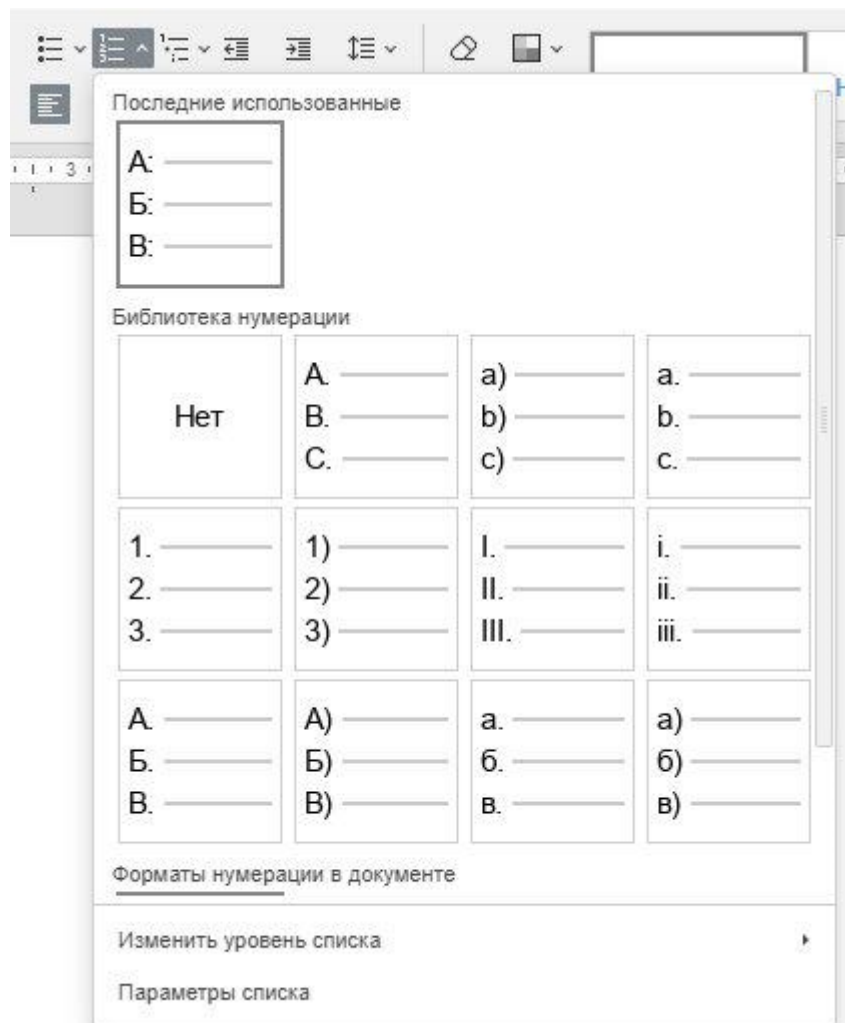 3
Последние использованные
А:
Б:
В:
Библиотека нумерации
Нет
A.
B.
C.
a)
b)
c)
a.
b.
c.
1.
2.
3.
1)
2)
3)
I.
II.
III.
i.
ii.
iii.
А.
Б.
В.
А)
Б)
В)
а.
б.
в.
а)
б)
в)
Форматы нумерации в документе
Изменить уровень списка
Параметры списка